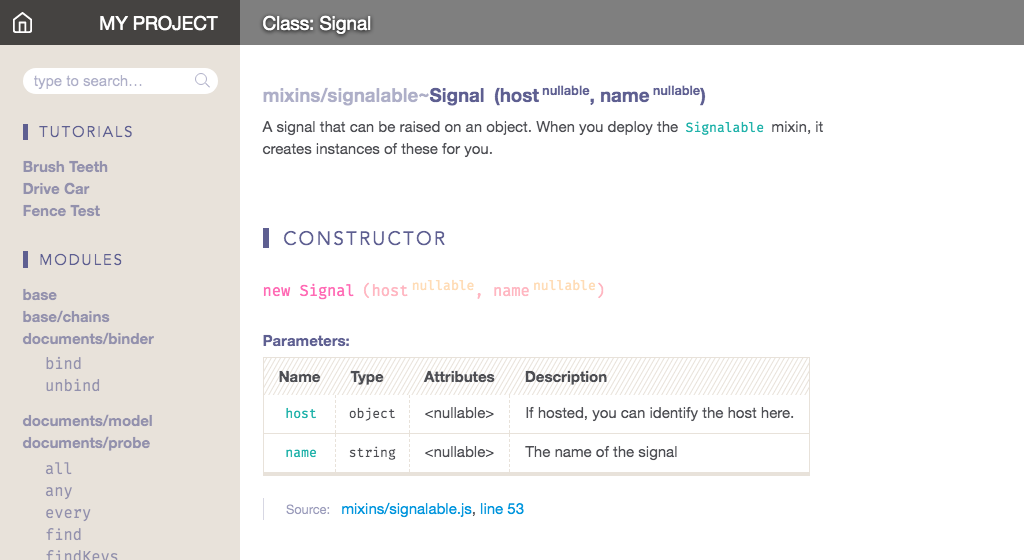 MY PROJECT
Class: Signal
type to search...
TUTORIALS
Brush Teeth
Drive Car
Fence Test
MODULES
base
base/chains
documents/binder
bind
unbind
documents/model
documents/probe
all
any
every
find
findKeys
mixins/signalable~Signal (host nullable, name nullable)
A signal that can be raised on an object. When you deploy the Signalable mixin, it
creates instances of these for you.
CONSTRUCTOR
new Signal (host nullable, name nullable)
Parameters:
Name Type Attributes Description
host object <nullable> If hosted, you can identify the host here.
name string <nullable> The name of the signal
Source: mixins/signalable.js, line 53